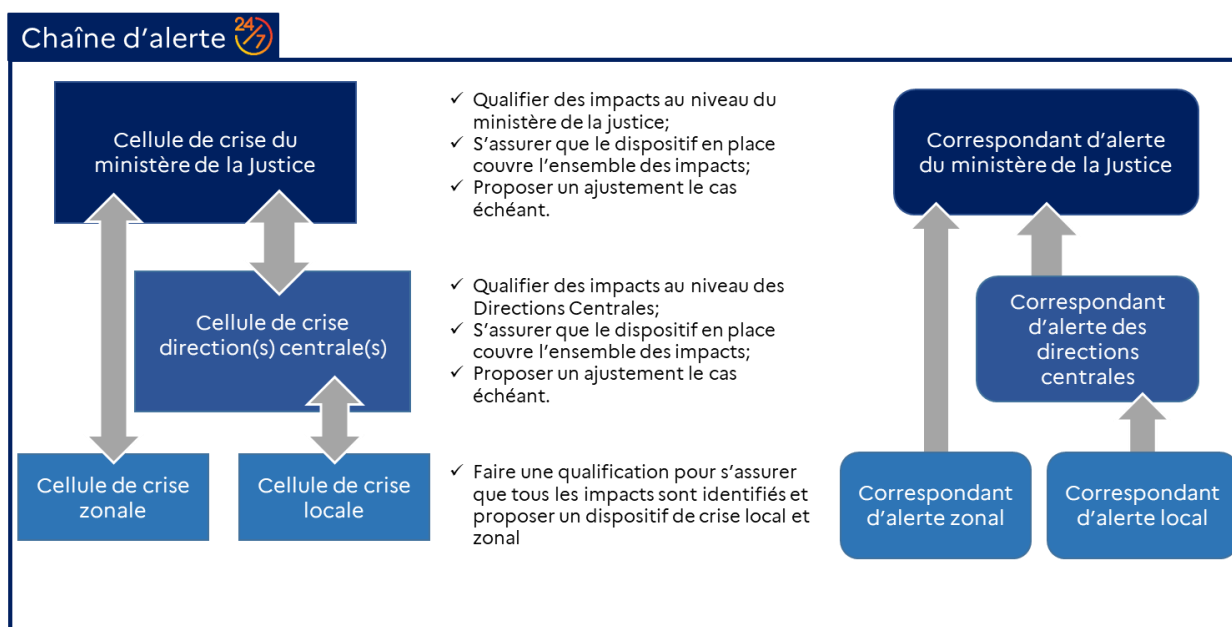 Chaîne d'alerte 24/7
Cellule de crise du
ministère de la Justice
✓ Qualifier des impacts au niveau du
ministère de la justice;
✓ S'assurer que le dispositif en place
couvre l'ensemble des impacts;
✓ Proposer un ajustement le cas
échéant.
Correspondant d'alerte
du ministère de la Justice
Cellule de crise
direction(s) centrale(s)
✓ Qualifier des impacts au niveau des
Directions Centrales;
✓ S'assurer que le dispositif en place
couvre l'ensemble des impacts;
✓ Proposer un ajustement le cas
échéant.
Correspondant
d'alerte des
directions
centrales
Cellule de crise
zonale
Cellule de crise
locale
✓ Faire une qualification pour s'assurer
que tous les impacts sont identifiés et
proposer un dispositif de crise local et
zonal
Correspondant
d'alerte zonal
Correspondant
d'alerte local